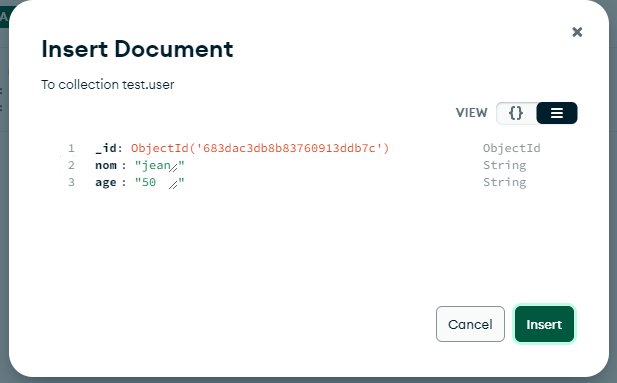 Insert Document
To collection test.user
VIEW {}
1 _id: ObjectId('683dac3db8b83760913ddb7c') ObjectId
2 nom : "jean" String
3 age : "50 " String
Cancel Insert